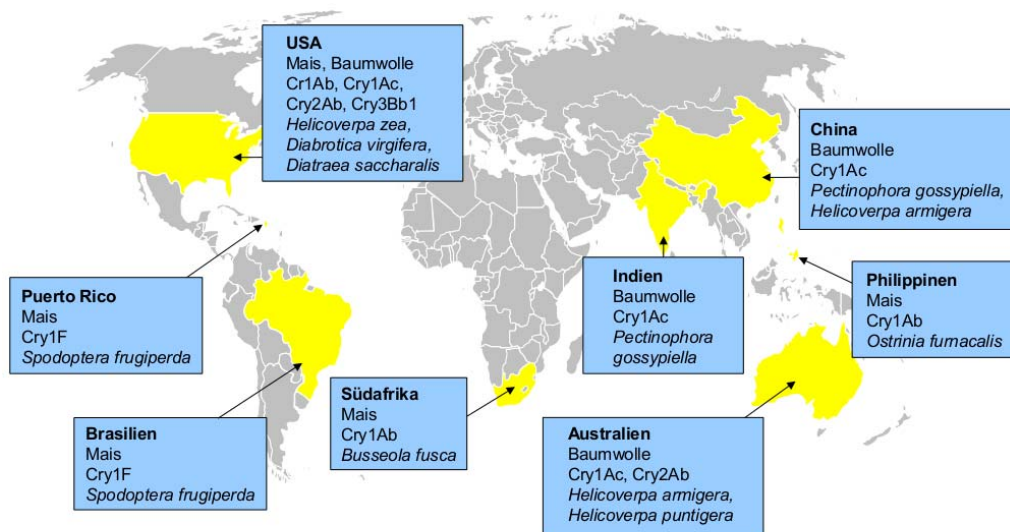 USA
Mais, Baumwolle
Cr1Ab, Cry1Ac,
Cry2Ab, Cry3Bb1
Helicoverpa zea,
Diabrotica virgifera,
Diatraea saccharalis
China
Baumwolle
Cry1Ac
Pectinophora gossypiella,
Helicoverpa armigera
Puerto Rico
Mais
Cry1F
Spodoptera frugiperda
Indien
Baumwolle
Cry1Ac
Pectinophora
gossypiella
Philippinen
Mais
Cry1Ab
Ostrinia furnacalis
Brasilien
Mais
Cry1F
Spodoptera frugiperda
Südafrika
Mais
Cry1Ab
Busseola fusca
Australien
Baumwolle
Cry1Ac, Cry2Ab
Helicoverpa armigera,
Helicoverpa puntigera